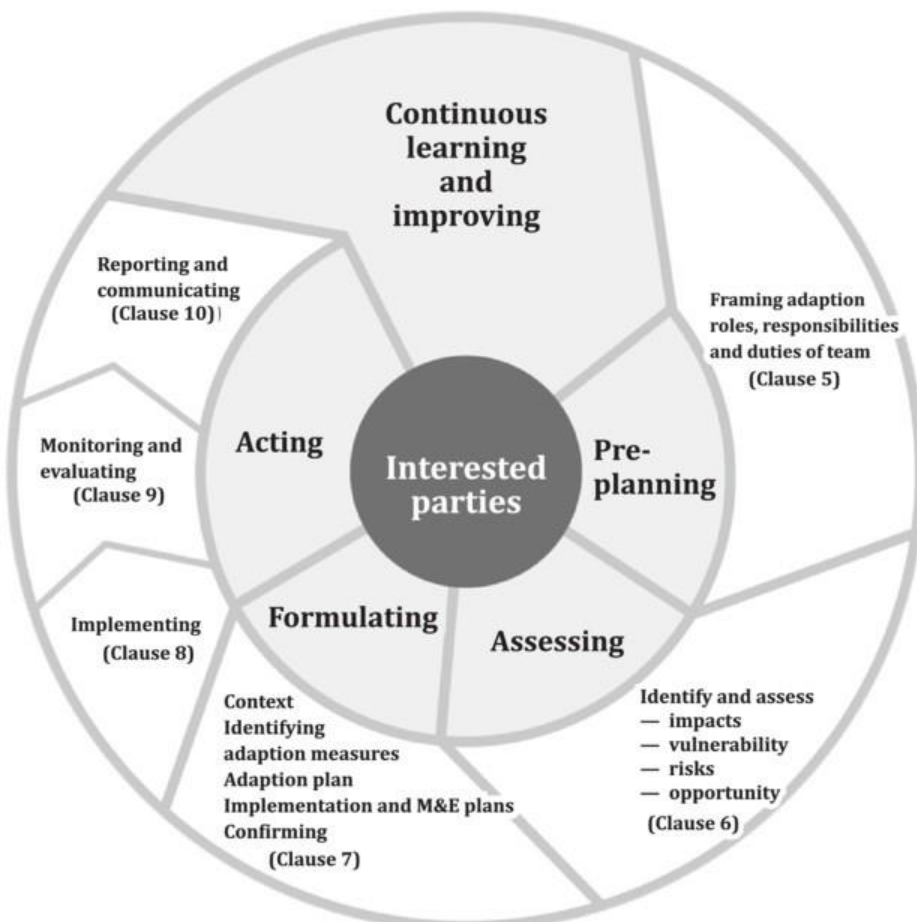 Continuous
learning
and
improving
Framing adaption
roles, responsibilities
and duties of team
(Clause 5)
Pre-
planning
Identify and assess
— impacts
— vulnerability
— risks
— opportunity
(Clause 6)
Assessing
Context
Identifying
adaption measures
Adaption plan
Implementation and M&E plans
Confirming
(Clause 7)
Formulating
Implementing
(Clause 8)
Monitoring and
evaluating
(Clause 9)
Reporting and
communicating
(Clause 10)
Acting
Interested
parties